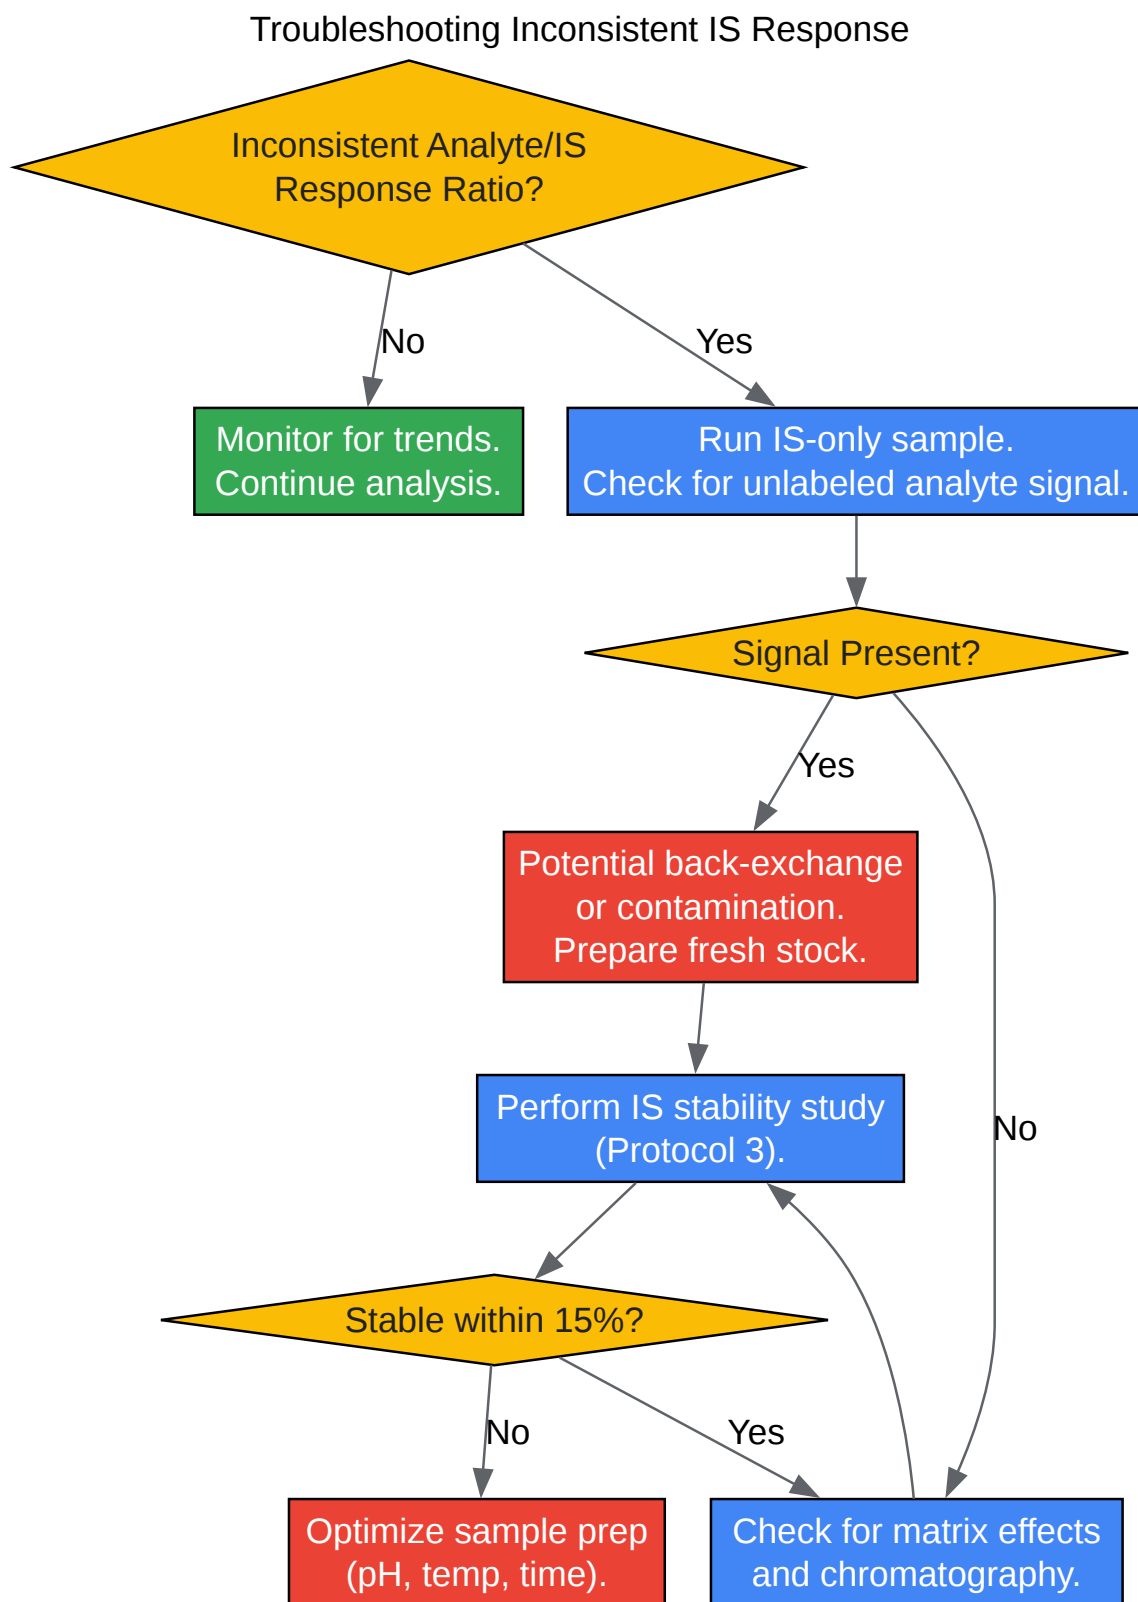 Troubleshooting Inconsistent IS Response
Inconsistent Analyte/IS
Response Ratio?
No
Yes
Monitor for trends.
Continue analysis.
Run IS-only sample.
Check for unlabeled analyte signal.
Signal Present?
Yes
Potential back-exchange
or contamination.
Prepare fresh stock.
Perform IS stability study
(Protocol 3).
No
Stable within 15%?
No
Yes
Optimize sample prep
(pH, temp, time).
Check for matrix effects
and chromatography.